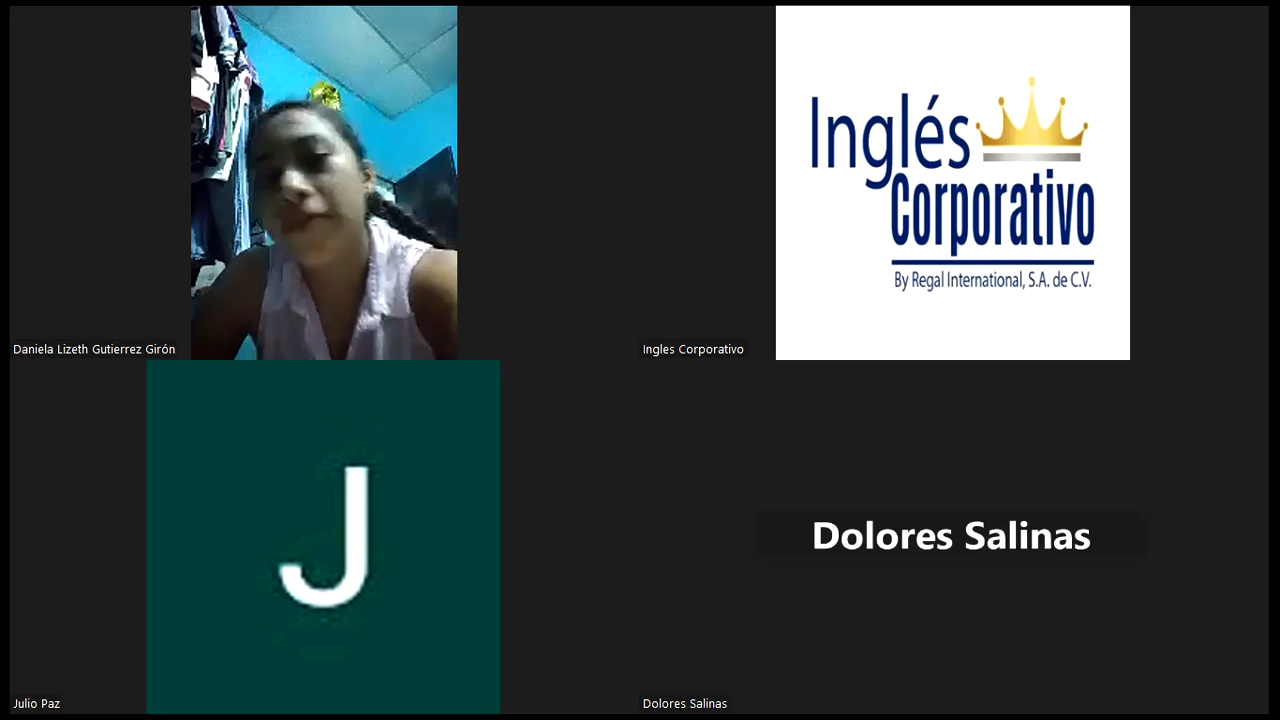 Daniela Lizeth Gutierrez Girón
Inglés
Corporativo
By Regal International, S.A. de C.V.
Ingles Corporativo
J
Julio Paz
Dolores Salinas
Dolores Salinas